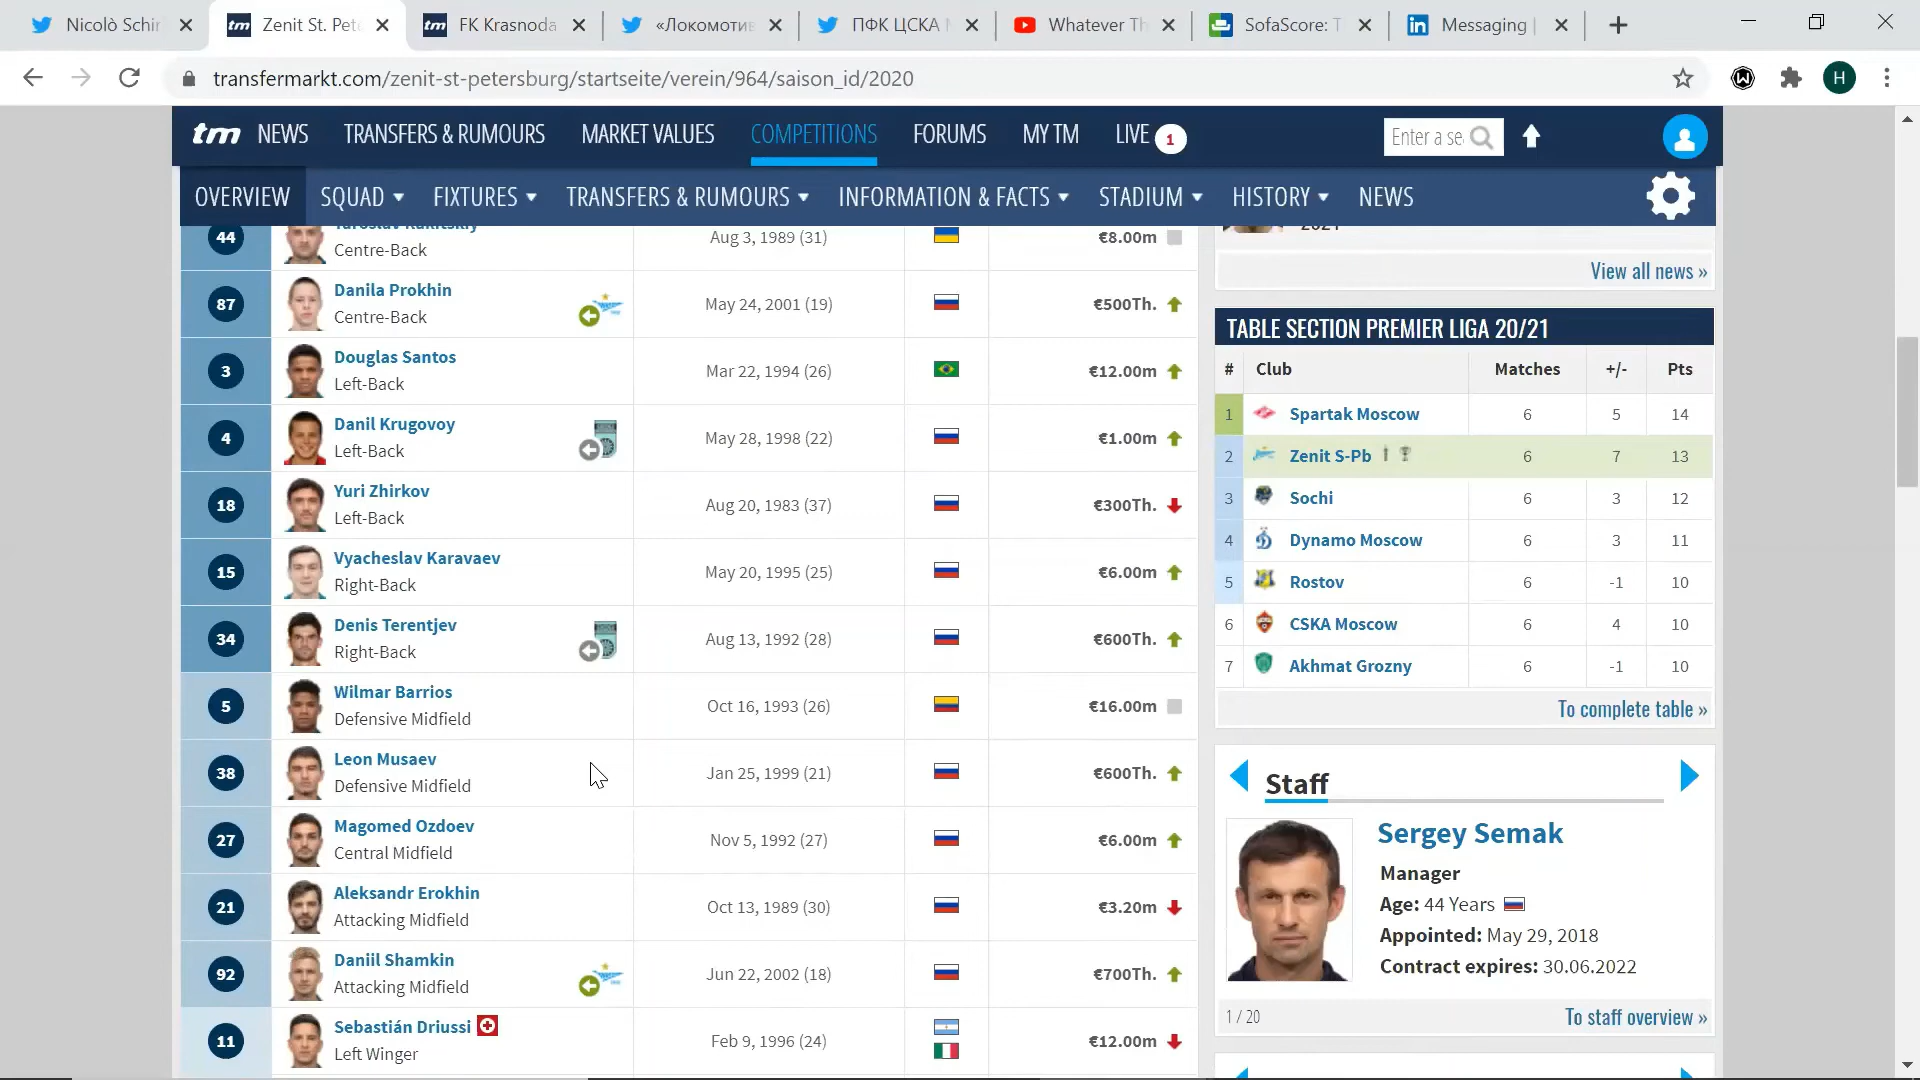 Nicolò Schir
Zenit St. Pete
FK Krasnoda
«Локомотив
ПФК ЦСКА М
Whatever Th
SofaScore: T
Messaging |
transfermarkt.com/zenit-st-petersburg/startseite/verein/964/saison_id/2020
H
tm NEWS TRANSFERS & RUMOURS MARKET VALUES COMPETITIONS FORUMS MY TM LIVE 1 Enter a se
OVERVIEW SQUAD FIXTURES TRANSFERS & RUMOURS INFORMATION & FACTS STADIUM HISTORY NEWS
44 Centre-Back Aug 3, 1989 (31) €8.00m
87 Danila Prokhin May 24, 2001 (19) €500Th.
Centre-Back
3 Douglas Santos Mar 22, 1994 (26) €12.00m
Left-Back
4 Danil Krugovoy May 28, 1998 (22) €1.00m
Left-Back
18 Yuri Zhirkov Aug 20, 1983 (37) €300Th.
Left-Back
15 Vyacheslav Karavaev May 20, 1995 (25) €6.00m
Right-Back
34 Denis Terentjev Aug 13, 1992 (28) €600Th.
Right-Back
5 Wilmar Barrios Oct 16, 1993 (26) €16.00m
Defensive Midfield
38 Leon Musaev Jan 25, 1999 (21) €600Th.
Defensive Midfield
27 Magomed Ozdoev Nov 5, 1992 (27) €6.00m
Central Midfield
21 Aleksandr Erokhin Oct 13, 1989 (30) €3.20m
Attacking Midfield
92 Daniil Shamkin Jun 22, 2002 (18) €700Th.
Attacking Midfield
11 Sebastián Driussi Feb 9, 1996 (24) €12.00m
Left Winger
View all news »
TABLE SECTION PREMIER LIGA 20/21
# Club Matches +/- Pts
1 Spartak Moscow 6 5 14
2 Zenit S-Pb 6 7 13
3 Sochi 6 3 12
4 Dynamo Moscow 6 3 11
5 Rostov 6 -1 10
6 CSKA Moscow 6 4 10
7 Akhmat Grozny 6 -1 10
To complete table »
Staff
Sergey Semak
Manager
Age: 44 Years
Appointed: May 29, 2018
Contract expires: 30.06.2022
1 / 20 To staff overview »